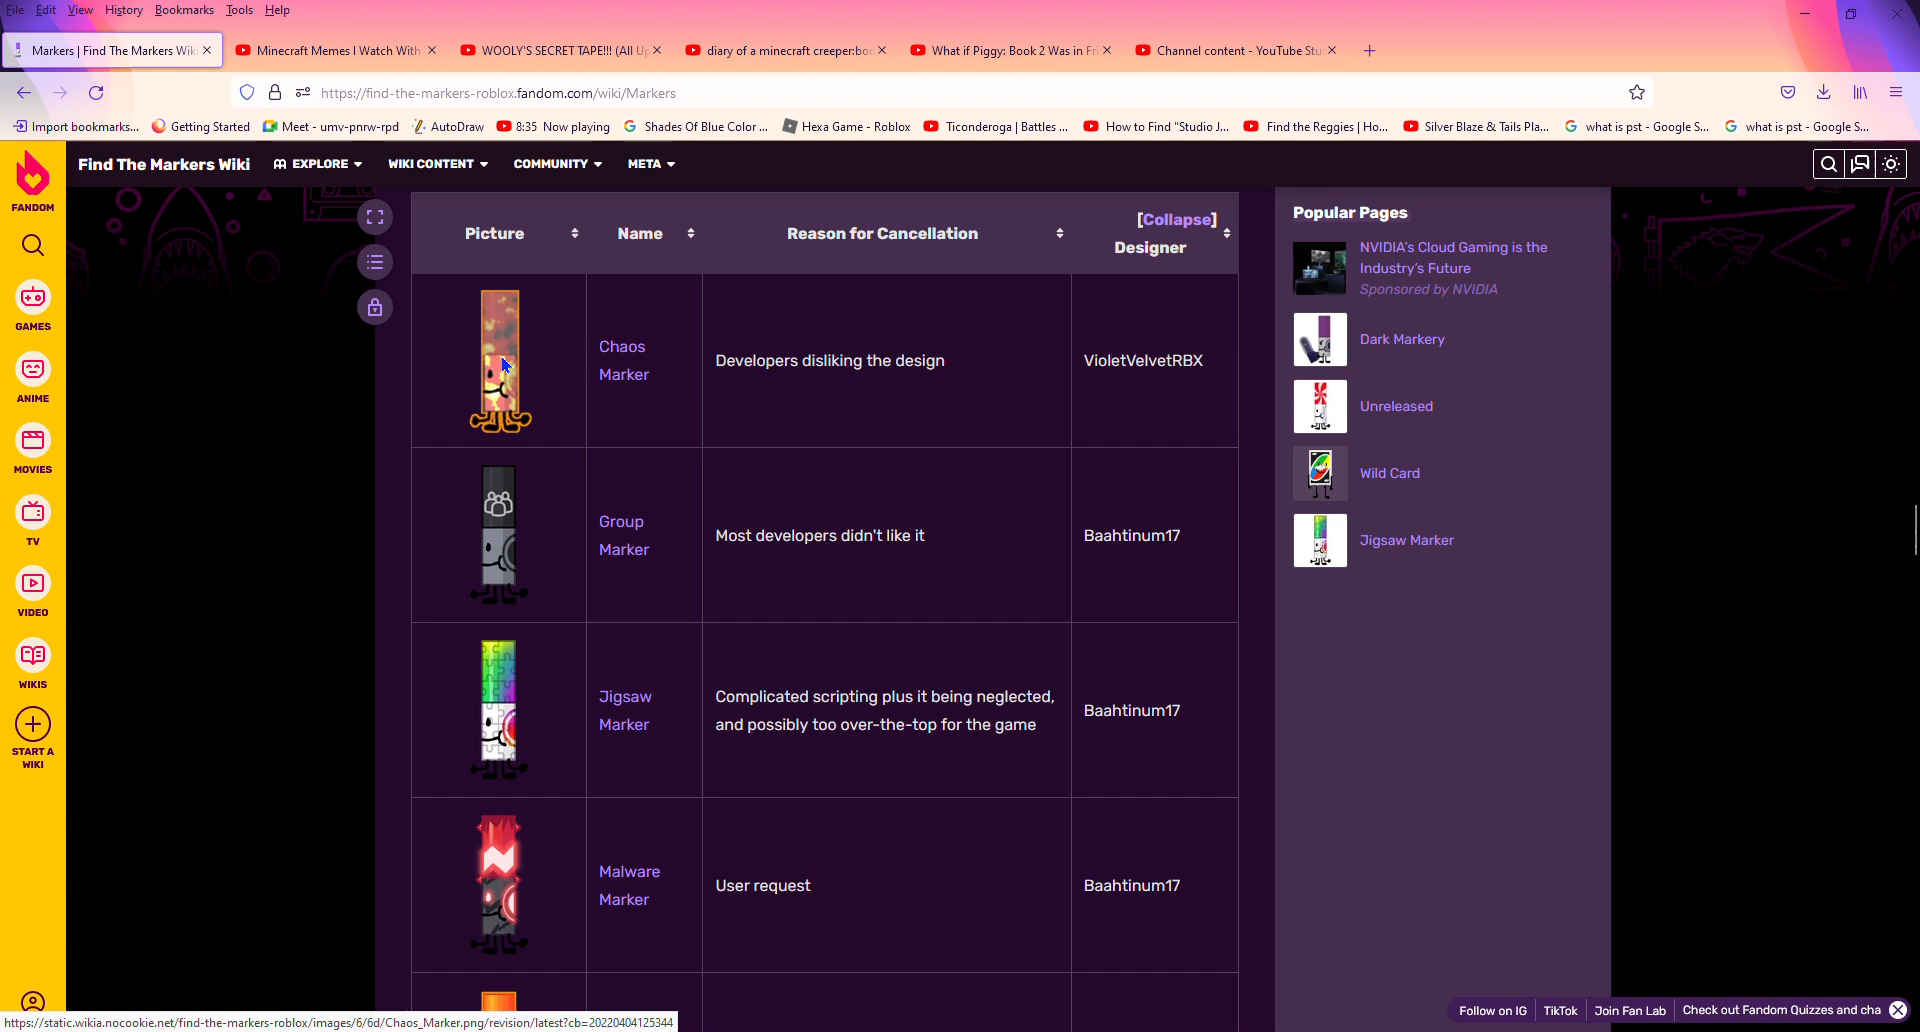 File Edit View History Bookmarks Tools Help
Markers | Find The Markers Wiki
Minecraft Memes I Watch With
WOOLY'S SECRET TAPE!!! (All Up
diary of a minecraft creeper:boo
What if Piggy: Book 2 Was in Fri
Channel content - YouTube Stu
https://find-the-markers-roblox.fandom.com/wiki/Markers
Import bookmarks... Getting Started Meet - umv-pnrw-rpd AutoDraw 8:35 Now playing Shades Of Blue Color ... Hexa Game - Roblox Ticonderoga | Battles ... How to Find "Studio J... Find the Reggies | Ho... Silver Blaze & Tails Pla... what is pst - Google S... what is pst - Google S...
FANDOM
GAMES
ANIME
MOVIES
TV
VIDEO
WIKIS
START A
WIKI
Find The Markers Wiki EXPLORE WIKI CONTENT COMMUNITY META
Picture Name Reason for Cancellation [Collapse]
Designer
Chaos
Marker
Developers disliking the design
VioletVelvetRBX
Group
Marker
Most developers didn't like it
Baahtinum17
Jigsaw
Marker
Complicated scripting plus it being neglected,
and possibly too over-the-top for the game
Baahtinum17
Malware
Marker
User request
Baahtinum17
Popular Pages
NVIDIA's Cloud Gaming is the
Industry's Future
Sponsored by NVIDIA
Dark Markery
Unreleased
Wild Card
Jigsaw Marker
Follow on IG TikTok Join Fan Lab Check out Fandom Quizzes and cha
https://static.wikia.nocookie.net/find-the-markers-roblox/images/6/6d/Chaos_Marker.png/revision/latest?cb=20220404125344